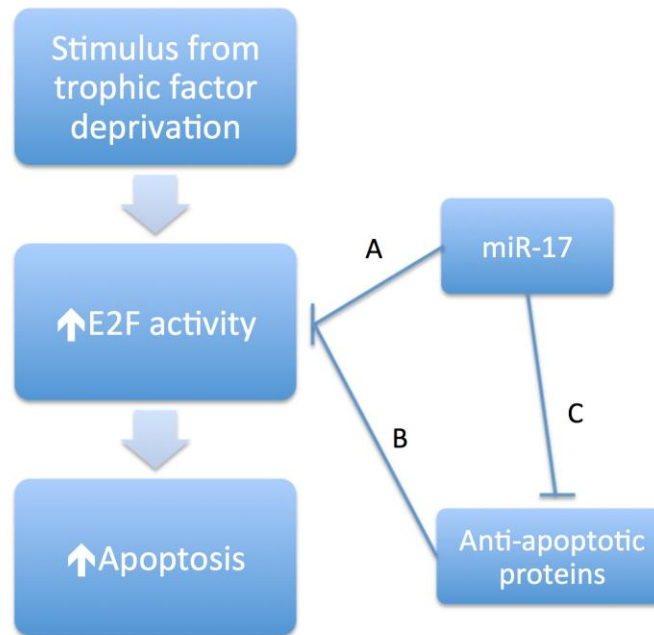 Stimulus from
trophic factor
deprivation
A
miR-17
↑E2F activity
B
C
↑Apoptosis
Anti-apoptotic
proteins